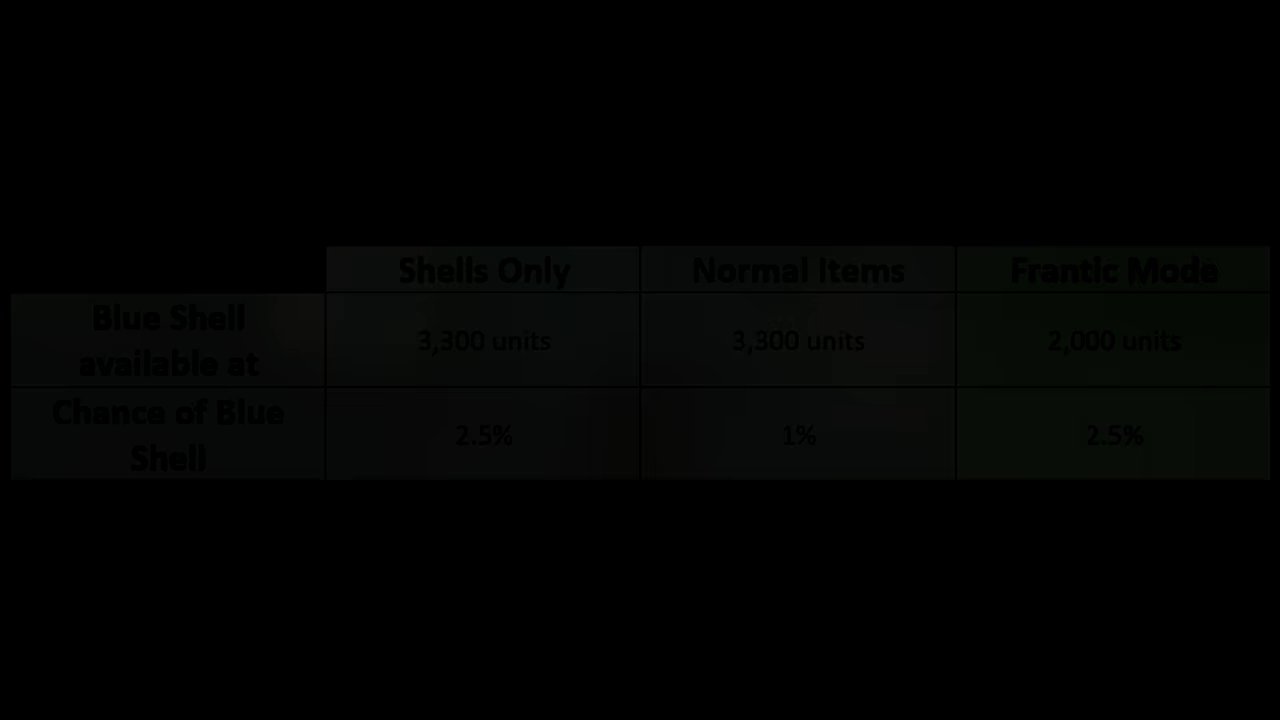 Shells Only Normal Items Frantic Mode
Blue Shell
available at
3,300 units 3,300 units 2,000 units
Chance of Blue
Shell
2.5% 1% 2.5%